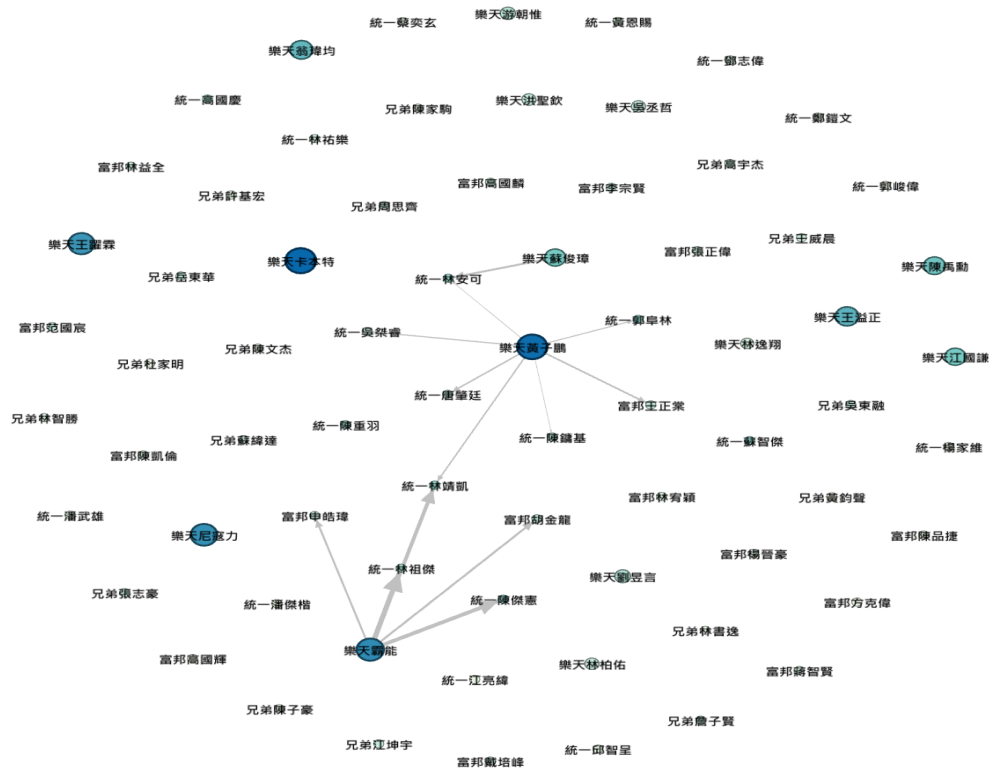 樂天游朝惟
統一蔡奕玄
統一黃恩賜
樂天翁瑋均
統一鄧志偉
統一高國慶
兄弟陳家駒
樂天洪聖欽
樂天吳丞哲
統一鄭鎧文
統一林祐樂
富邦林益全
兄弟高宇杰
兄弟許基宏
富邦高國麟
富邦李宗賢
統一郭峻偉
兄弟周思齊
兄弟王威晨
樂天王躍霖
富邦張正偉
樂天卡本特
樂天蘇俊璋
樂天陳禹勳
兄弟岳東華
統一林安可
樂天王溢正
統一郭阜林
富邦范國宸
統一吳桀睿
樂天黃子鵬
樂天林逸翔
兄弟陳文杰
樂天江國謙
兄弟杜家明
統一唐肇廷
富邦王正棠
兄弟吳東融
兄弟林智勝
統一陳重羽
兄弟蘇緯達
統一陳鏞基
統一蘇智傑
統一楊家維
富邦陳凱倫
統一林靖凱
富邦林宥穎
兄弟黃鈞聲
統一潘武雄
富邦申皓瑋
富邦胡金龍
樂天尼寇力
富邦陳品捷
富邦楊晉豪
統一林祖傑
樂天劉昱言
兄弟張志豪
統一潘傑楷
統一陳傑憲
富邦方克偉
兄弟林書逸
樂天霸能
富邦高國輝
樂天林柏佑
富邦蔣智賢
統一江亮緯
兄弟陳子豪
兄弟詹子賢
兄弟江坤宇
統一邱智呈
富邦戴培峰